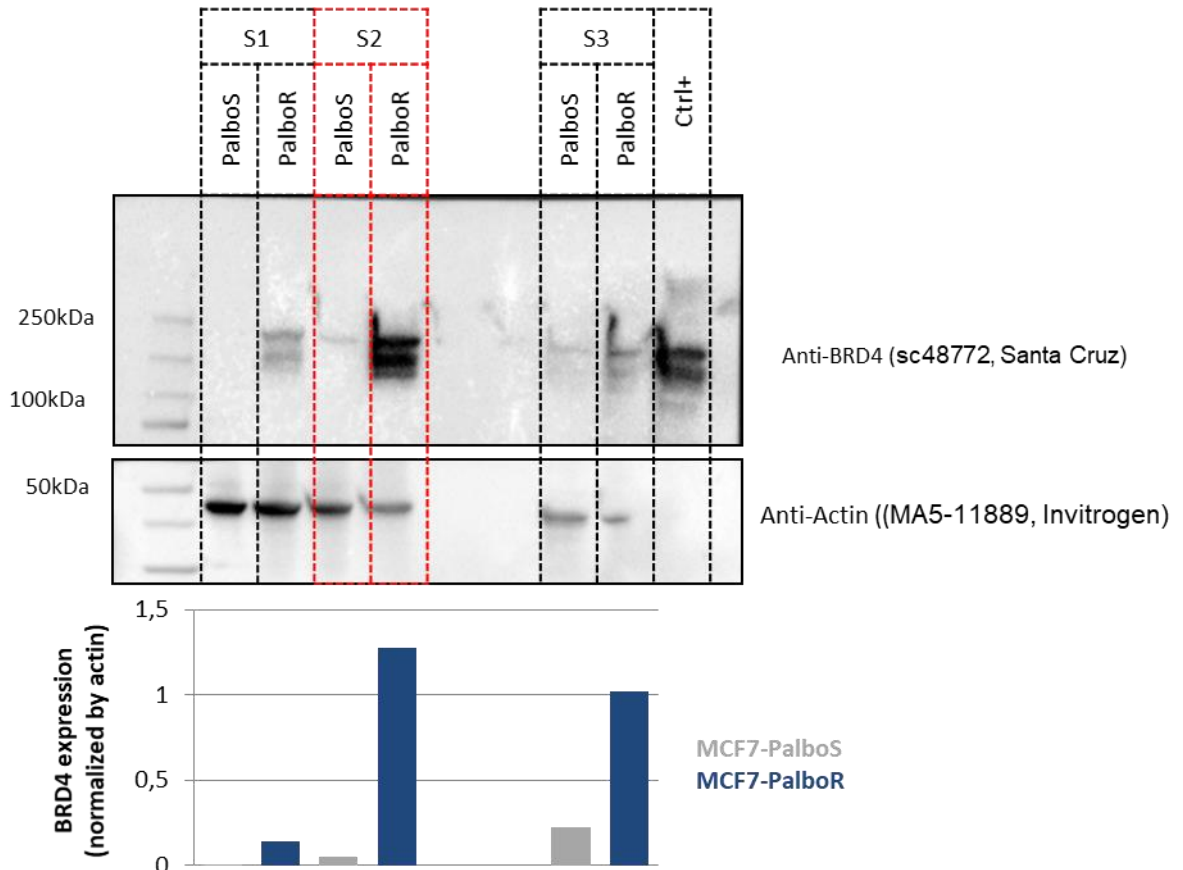 S1
S2
S3
PalboS
PalboR
PalboS
PalboR
PalboS
PalboR
Ctrl+
250kDa
100kDa
Anti-BRD4 (sc48772, Santa Cruz)
50kDa
Anti-Actin ((MA5-11889, Invitrogen)
BRD4 expression
(normalized by actin)
1,5
1
0,5
0
MCF7-PalboS
MCF7-PalboR